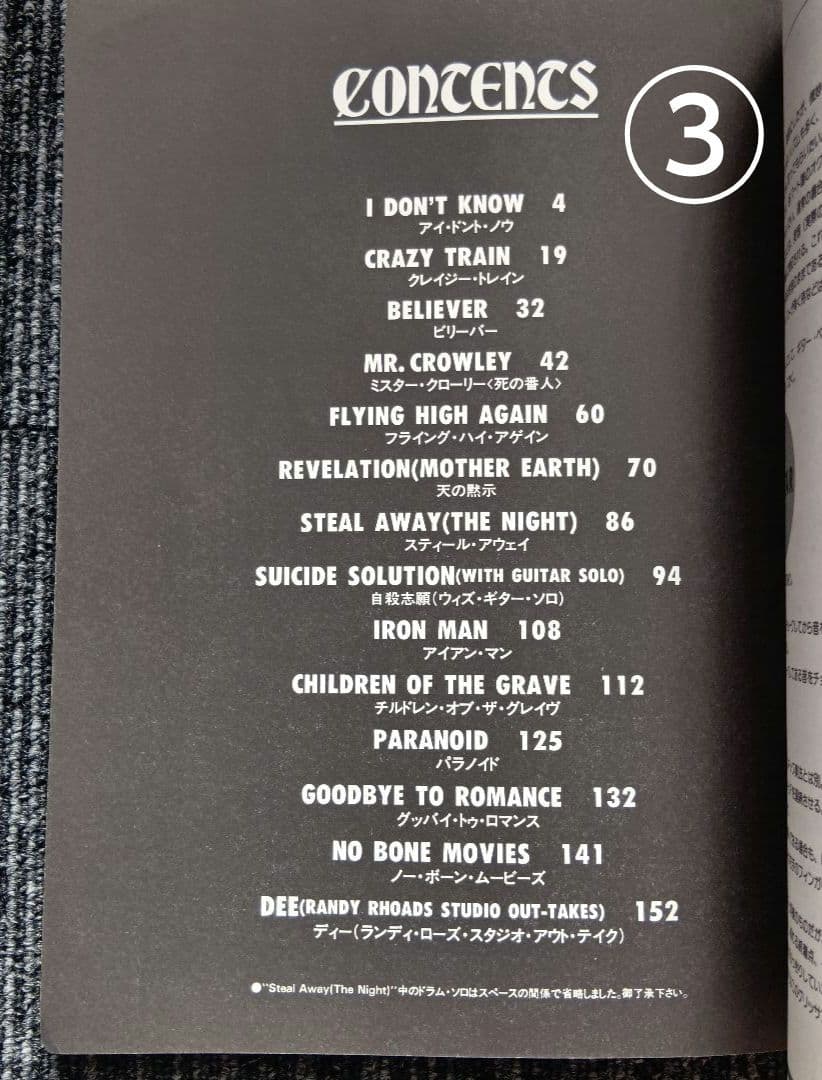 CONTENTS
③
I DON'T KNOW 4
アイ・ドント・ノウ
CRAZY TRAIN 19
クレイジー・トレイン
BELIEVER 32
ビリーバー
MR. CROWLEY 42
ミスター・クローリー〈死の番人〉
FLYING HIGH AGAIN 60
フライング・ハイ・アゲイン
REVELATION(MOTHER EARTH) 70
天の黙示
STEAL AWAY(THE NIGHT) 86
スティール・アウェイ
SUICIDE SOLUTION(WITH GUITAR SOLO) 94
自殺志願(ウィズ・ギター・ソロ)
IRON MAN 108
アイアン・マン
CHILDREN OF THE GRAVE 112
チルドレン・オブ・ザ・グレイヴ
PARANOID 125
パラノイド
GOODBYE TO ROMANCE 132
グッバイ・トゥ・ロマンス
NO BONE MOVIES 141
ノー・ボーン・ムービーズ
DEE(RANDY RHOADS STUDIO OUT-TAKES) 152
ディー(ランディ・ローズ・スタジオ・アウト・テイク)
●"Steal Away(The Night)"中のドラム・ソロはスペースの関係で省略しました。御了承下さい。